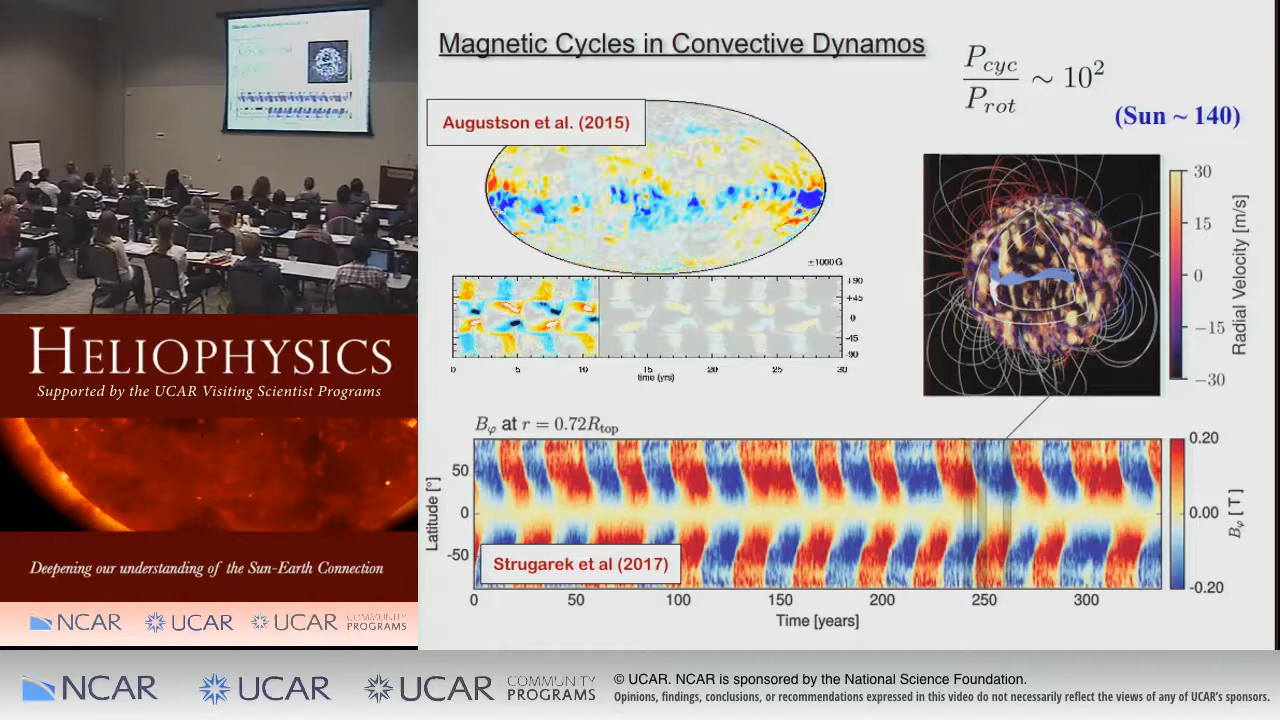 Magnetic Cycles in Convective Dynamos
P_cyc / P_rot ~ 10²
(Sun ~ 140)
Augustson et al. (2015)
±1000G
+90
+45
0
-45
-90
0 5 10 15 20 25 30
time (yrs)
30
15
0
−15
−30
Radial Velocity [m/s]
Bφ at r = 0.72R_top
50
0
-50
Latitude [°]
Strugarek et al (2017)
0 50 100 150 200 250 300
Time [years]
0.20
0.00
-0.20
Bφ [T]
HELIOPHYSICS
Supported by the UCAR Visiting Scientist Programs
Deepening our understanding of the Sun-Earth Connection
NCAR UCAR UCAR COMMUNITY PROGRAMS
NCAR UCAR UCAR COMMUNITY PROGRAMS
© UCAR. NCAR is sponsored by the National Science Foundation.
Opinions, findings, conclusions, or recommendations expressed in this video do not necessarily reflect the views of any of UCAR's sponsors.